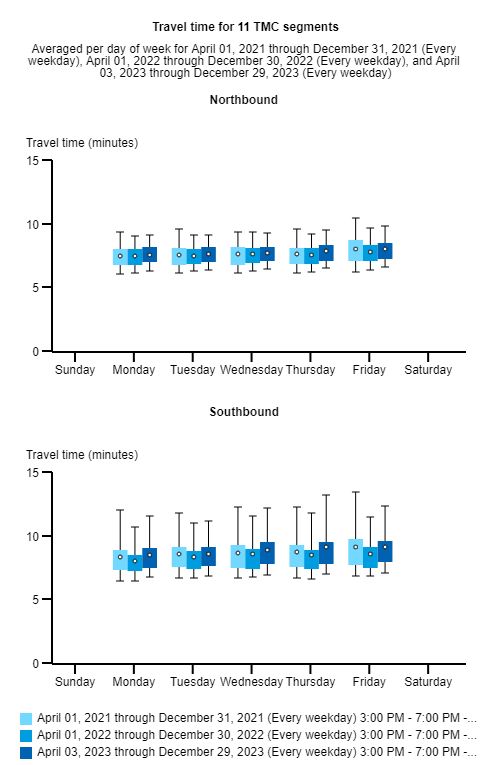 Travel time for 11 TMC segments
Averaged per day of week for April 01, 2021 through December 31, 2021 (Every
weekday), April 01, 2022 through December 30, 2022 (Every weekday), and April
03, 2023 through December 29, 2023 (Every weekday)
Northbound
Travel time (minutes)
15
10
5
0
Sunday Monday Tuesday Wednesday Thursday Friday Saturday
Southbound
Travel time (minutes)
15
10
5
0
Sunday Monday Tuesday Wednesday Thursday Friday Saturday
April 01, 2021 through December 31, 2021 (Every weekday) 3:00 PM - 7:00 PM -...
April 01, 2022 through December 30, 2022 (Every weekday) 3:00 PM - 7:00 PM -...
April 03, 2023 through December 29, 2023 (Every weekday) 3:00 PM - 7:00 PM -...